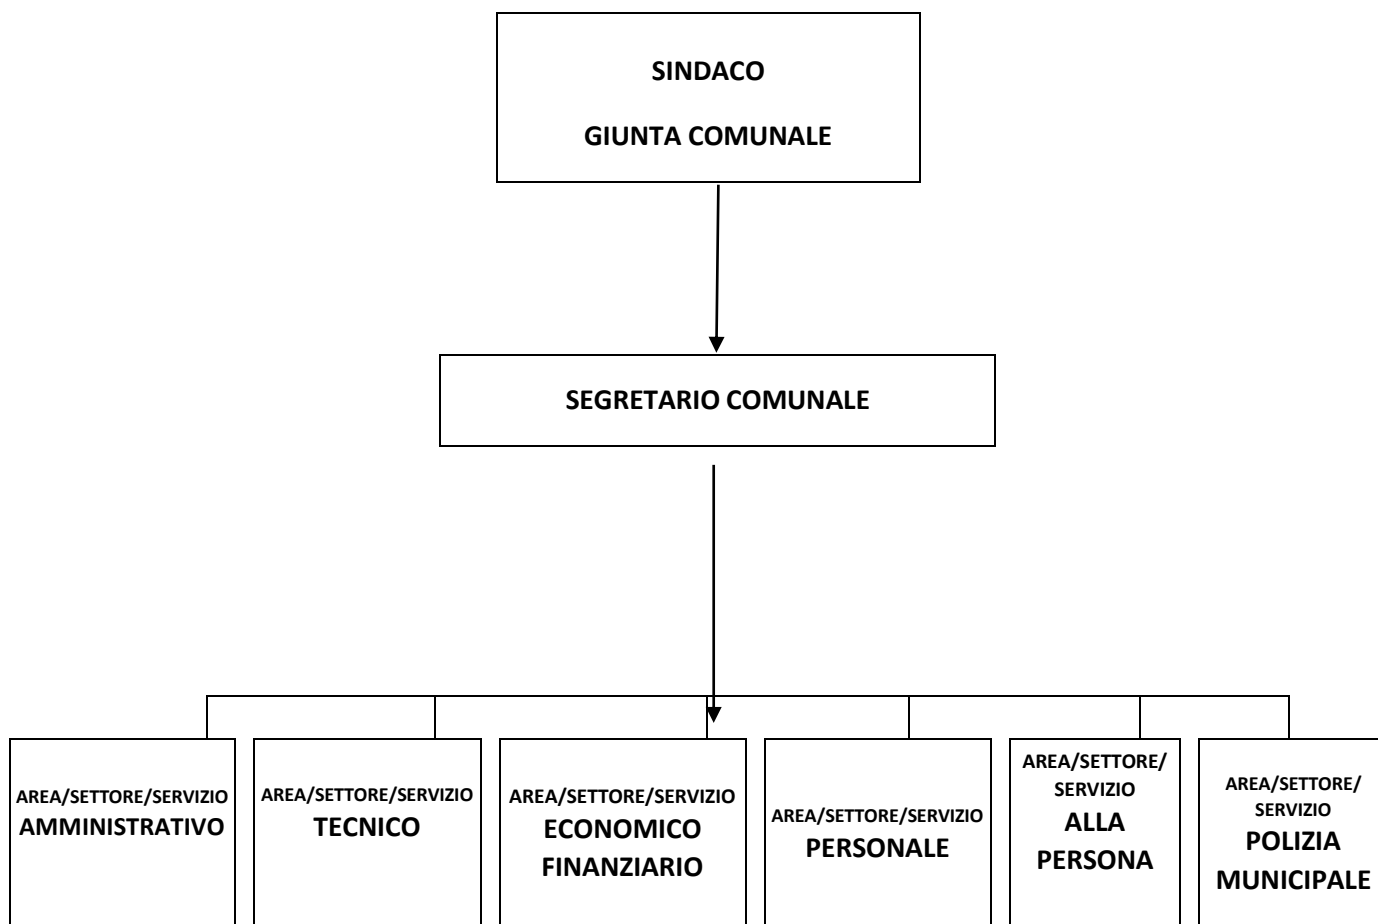 SINDACO
GIUNTA COMUNALE
SEGRETARIO COMUNALE
AREA/SETTORE/SERVIZIO
AMMINISTRATIVO
AREA/SETTORE/SERVIZIO
TECNICO
AREA/SETTORE/SERVIZIO
ECONOMICO
FINANZIARIO
AREA/SETTORE/SERVIZIO
PERSONALE
AREA/SETTORE/
SERVIZIO
ALLA
PERSONA
AREA/SETTORE/
SERVIZIO
POLIZIA
MUNICIPALE